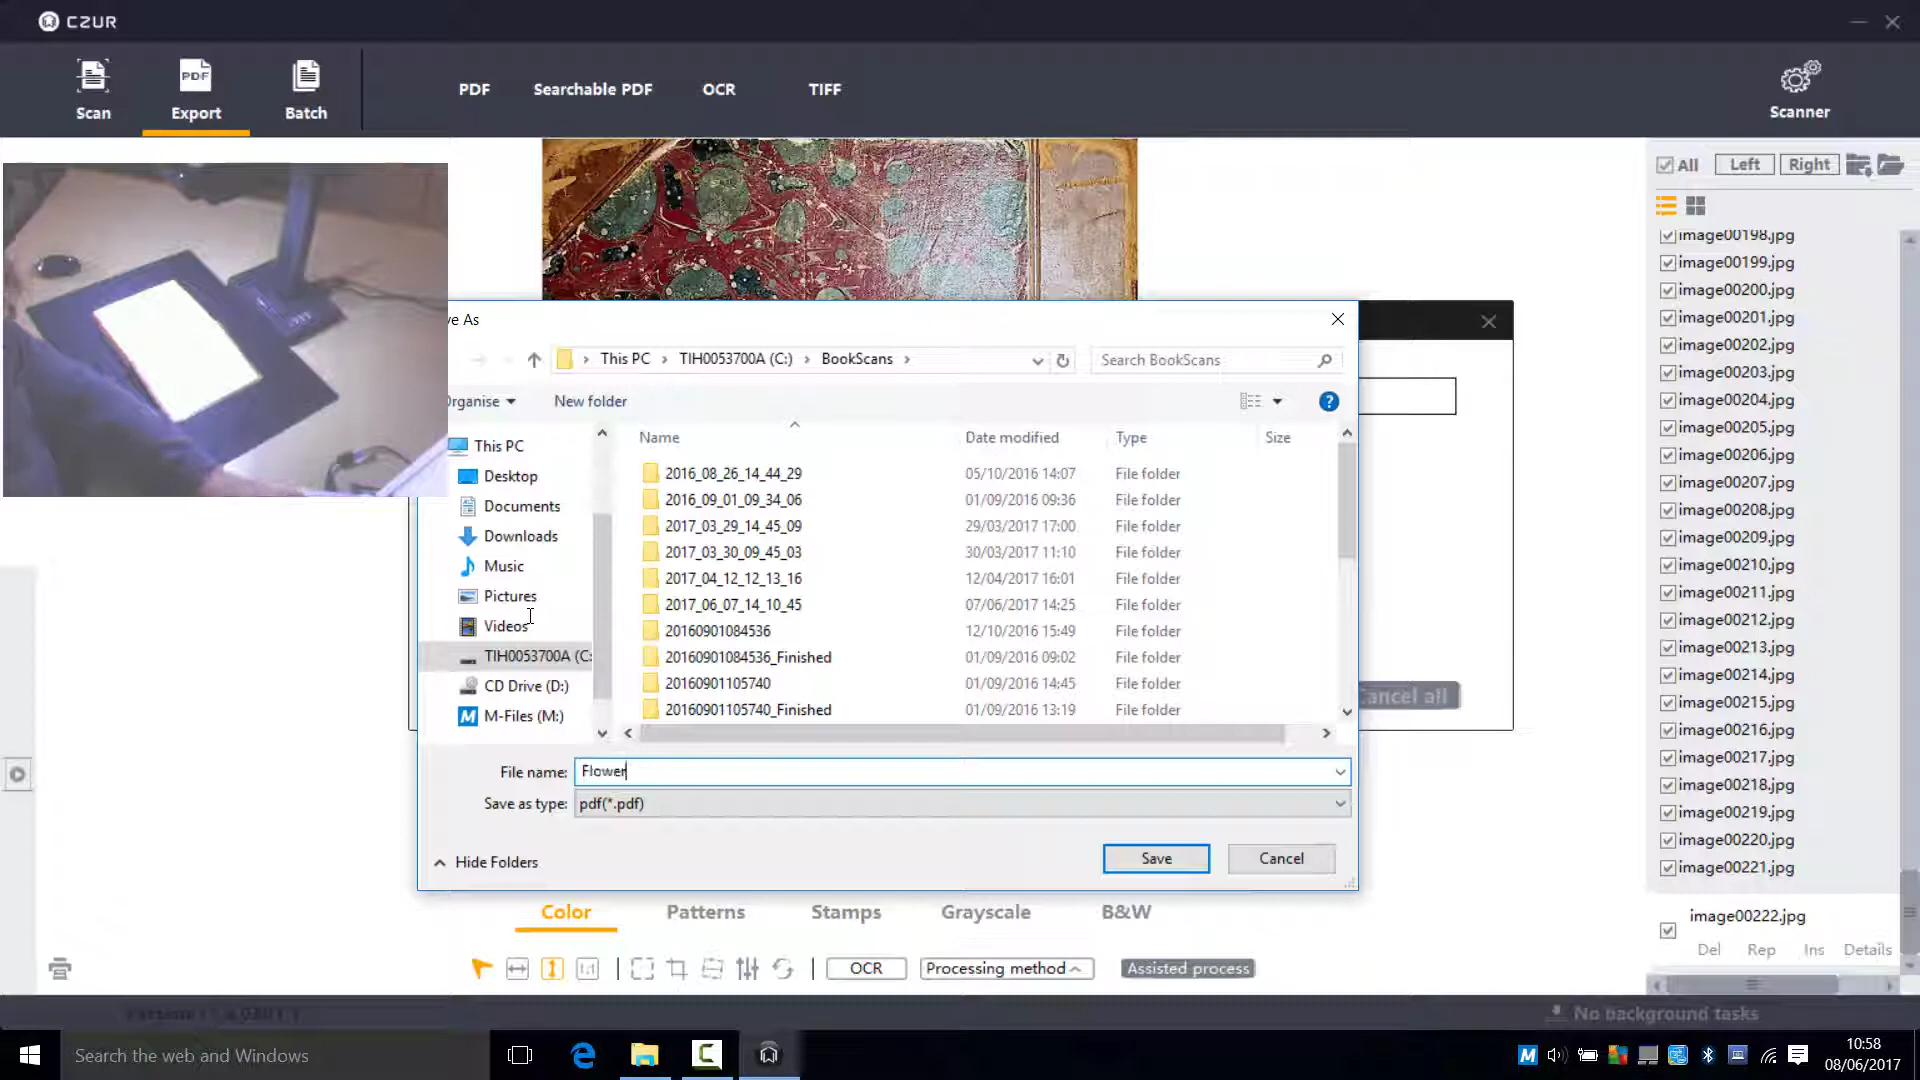 CZUR
Scan
PDF
Export
Batch
PDF
Searchable PDF
OCR
TIFF
Scanner
All
Left
Right
image00198.jpg
image00199.jpg
image00200.jpg
image00201.jpg
image00202.jpg
image00203.jpg
image00204.jpg
image00205.jpg
image00206.jpg
image00207.jpg
image00208.jpg
image00209.jpg
image00210.jpg
image00211.jpg
image00212.jpg
image00213.jpg
image00214.jpg
image00215.jpg
image00216.jpg
image00217.jpg
image00218.jpg
image00219.jpg
image00220.jpg
image00221.jpg
image00222.jpg
Del Rep Ins Details
ve As
This PC > TIH0053700A (C:) > BookScans >
Search BookScans
Organise
New folder
This PC
Desktop
Documents
Downloads
Music
Pictures
Videos
TIH0053700A (C:
CD Drive (D:)
M-Files (M:)
Name Date modified Type Size
2016_08_26_14_44_29 05/10/2016 14:07 File folder
2016_09_01_09_34_06 01/09/2016 09:36 File folder
2017_03_29_14_45_09 29/03/2017 17:00 File folder
2017_03_30_09_45_03 30/03/2017 11:10 File folder
2017_04_12_12_13_16 12/04/2017 16:01 File folder
2017_06_07_14_10_45 07/06/2017 14:25 File folder
20160901084536 12/10/2016 15:49 File folder
20160901084536_Finished 01/09/2016 09:02 File folder
20160901105740 01/09/2016 14:45 File folder
20160901105740_Finished 01/09/2016 13:19 File folder
File name: Flower
Save as type: pdf(*.pdf)
Hide Folders
Save
Cancel
Cancel all
Color
Patterns
Stamps
Grayscale
B&W
1:1
OCR
Processing method
Assisted process
No background tasks
Search the web and Windows
10:58
08/06/2017